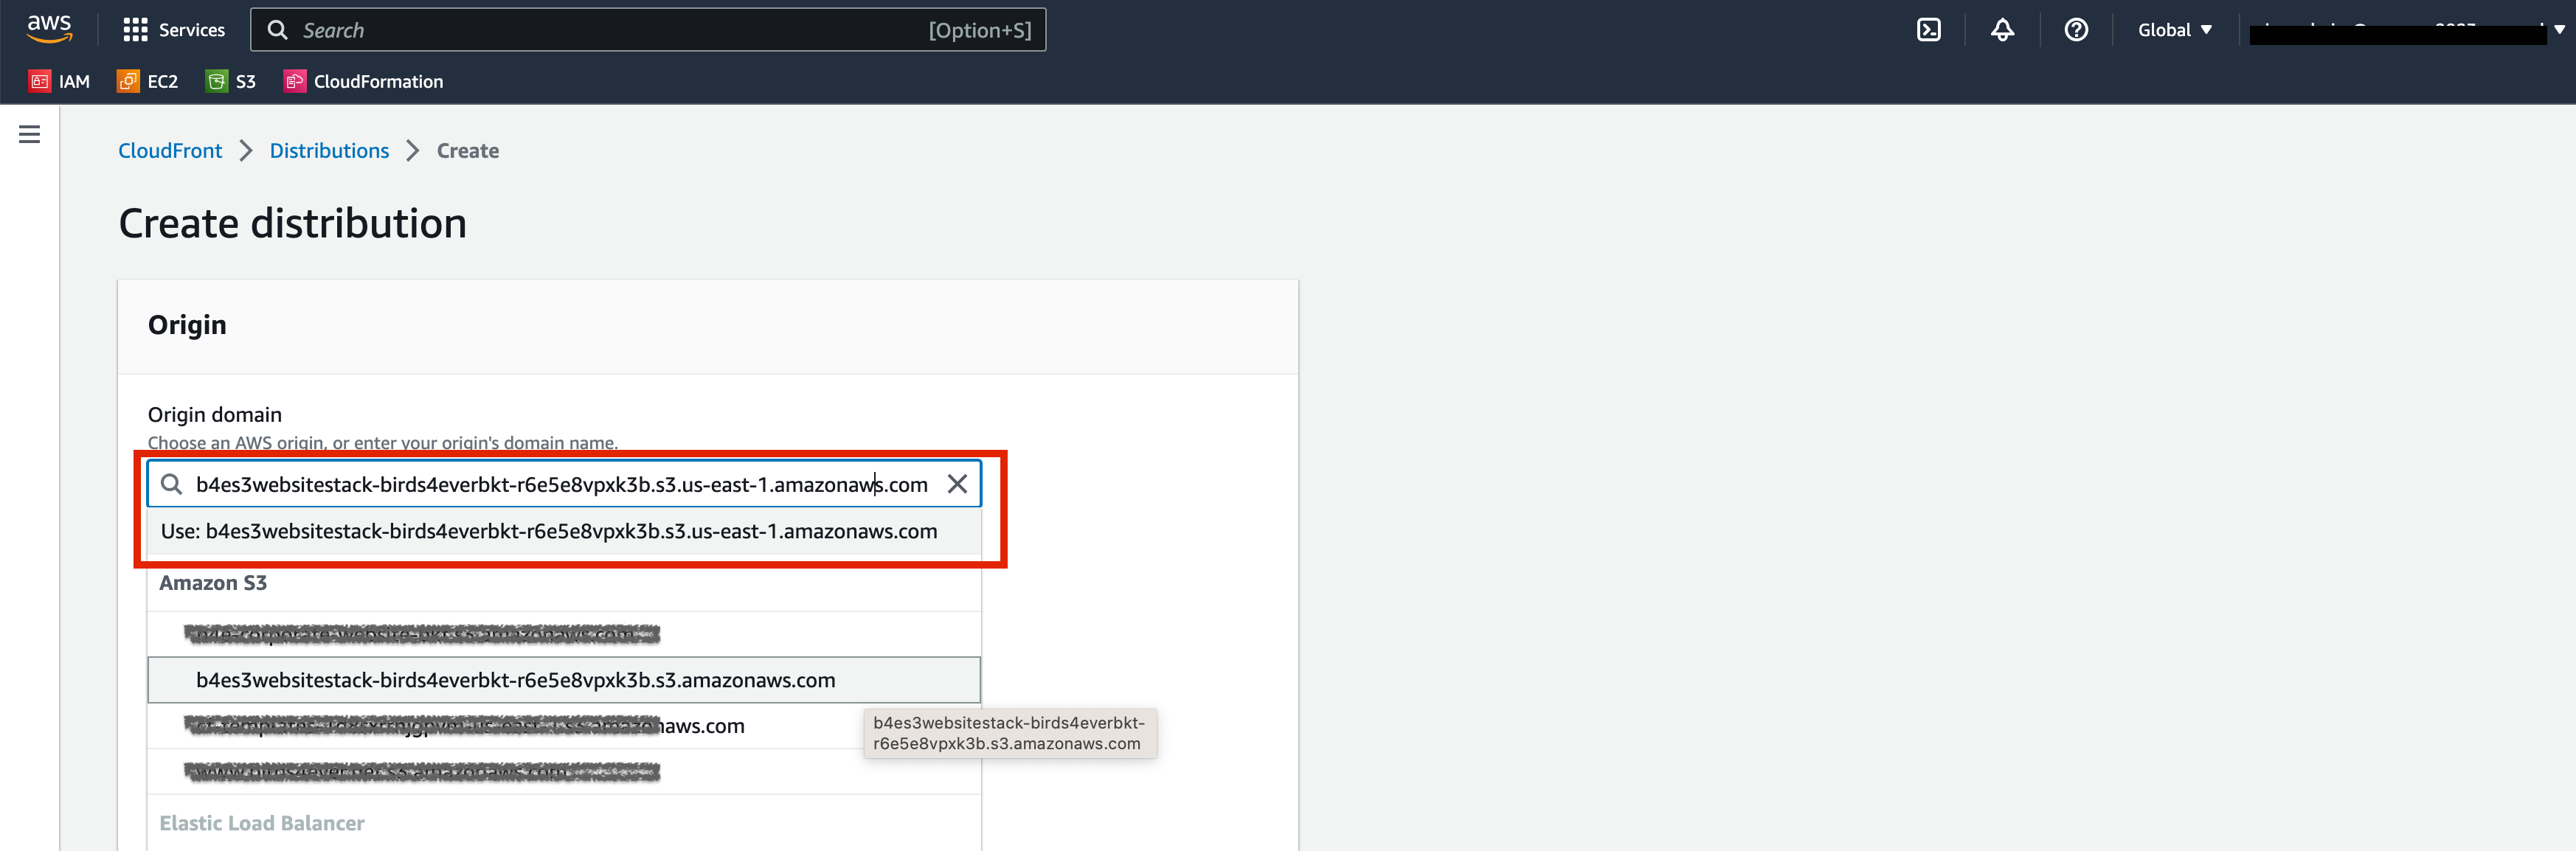 aws
Services
Search
[Option+S]
Global
IAM
EC2
S3
CloudFormation
CloudFront
Distributions
Create
Create distribution
Origin
Origin domain
Choose an AWS origin, or enter your origin's domain name.
b4es3websitestack-birds4everbkt-r6e5e8vpxk3b.s3.us-east-1.amazonaws.com
Use: b4es3websitestack-birds4everbkt-r6e5e8vpxk3b.s3.us-east-1.amazonaws.com
Amazon S3
b4es3websitestack-birds4everbkt-r6e5e8vpxk3b.s3.amazonaws.com
aws.com
b4es3websitestack-birds4everbkt-
r6e5e8vpxk3b.s3.amazonaws.com
Elastic Load Balancer